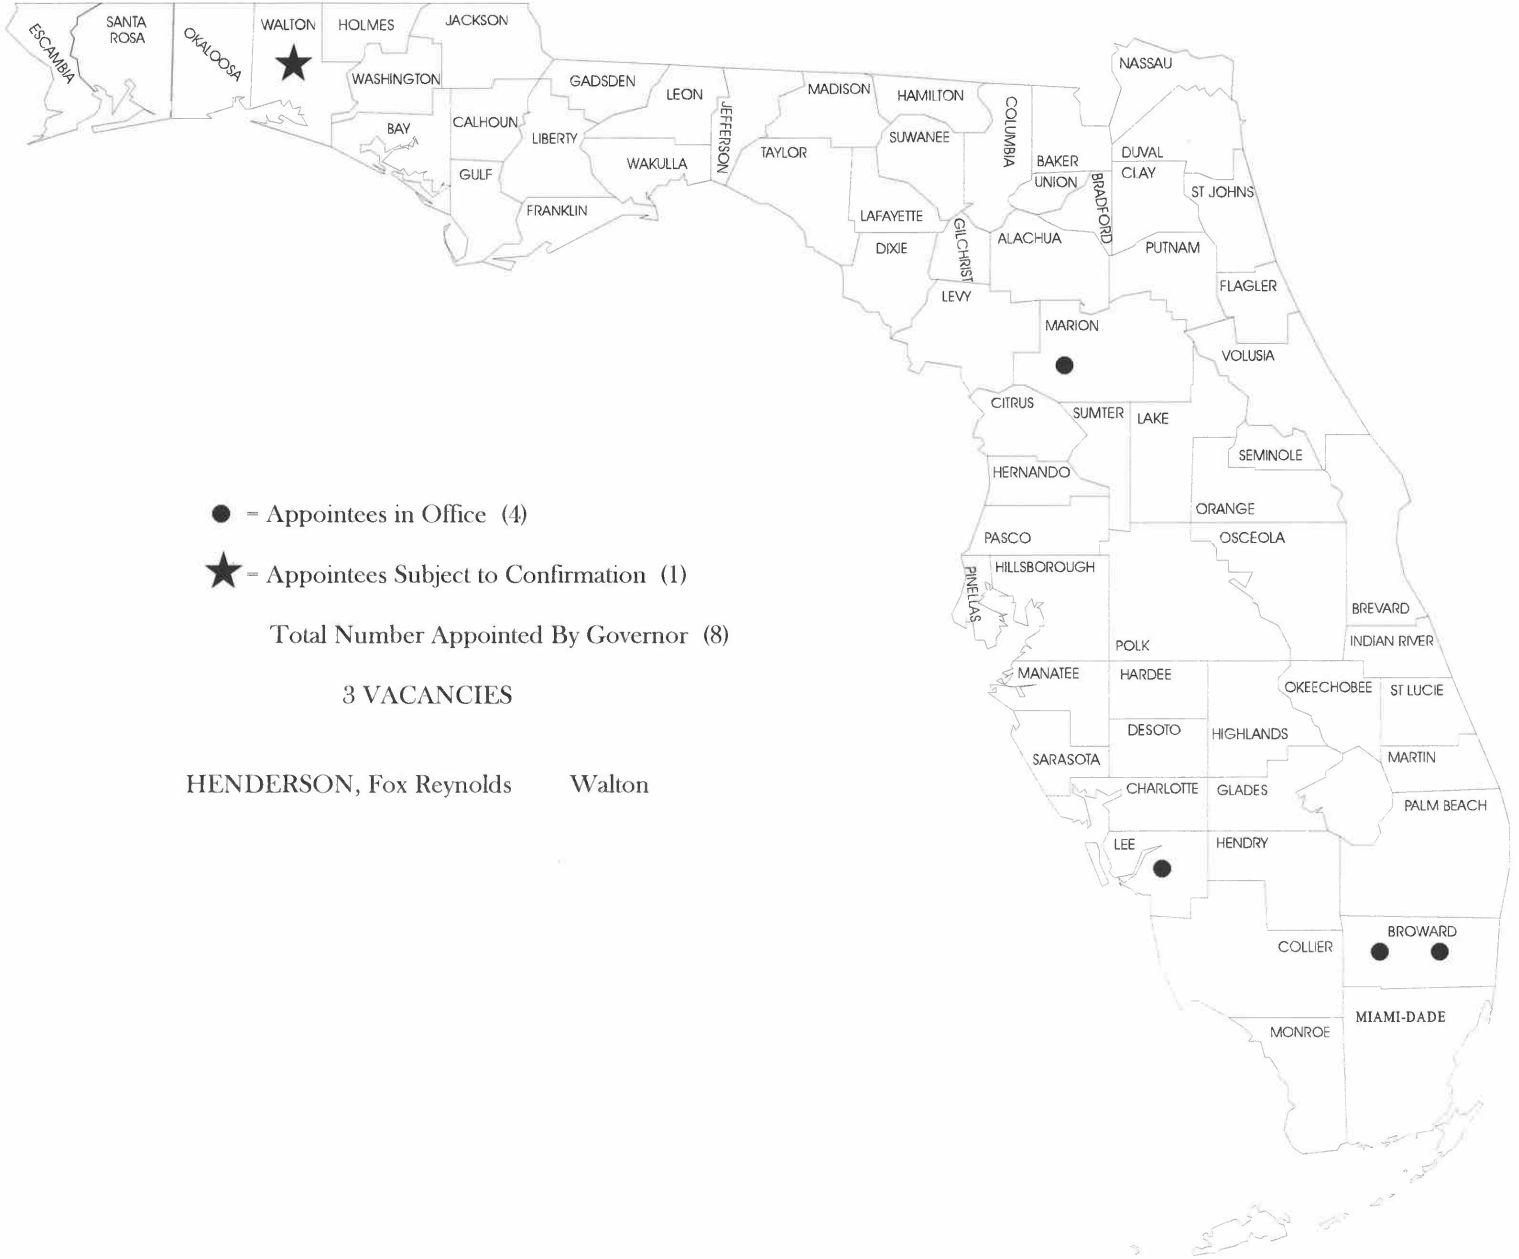 ESCAMBIA
SANTA
ROSA
OKALOOSA
WALTON
HOLMES
JACKSON
WASHINGTON
BAY
CALHOUN
GULF
LIBERTY
GADSDEN
FRANKLIN
LEON
WAKULLA
JEFFERSON
MADISON
TAYLOR
HAMILTON
SUWANEE
LAFAYETTE
DIXIE
COLUMBIA
GILCHRIST
BAKER
UNION
BRADFORD
ALACHUA
LEVY
NASSAU
DUVAL
CLAY
ST JOHNS
PUTNAM
FLAGLER
MARION
VOLUSIA
CITRUS
SUMTER
LAKE
SEMINOLE
HERNANDO
ORANGE
PASCO
OSCEOLA
PINELLAS
HILLSBOROUGH
POLK
BREVARD
INDIAN RIVER
MANATEE
HARDEE
OKEECHOBEE
ST LUCIE
DESOTO
HIGHLANDS
SARASOTA
MARTIN
CHARLOTTE
GLADES
PALM BEACH
LEE
HENDRY
COLLIER
BROWARD
MIAMI-DADE
MONROE
= Appointees in Office (4)
= Appointees Subject to Confirmation (1)
Total Number Appointed By Governor (8)
3 VACANCIES
HENDERSON, Fox Reynolds Walton